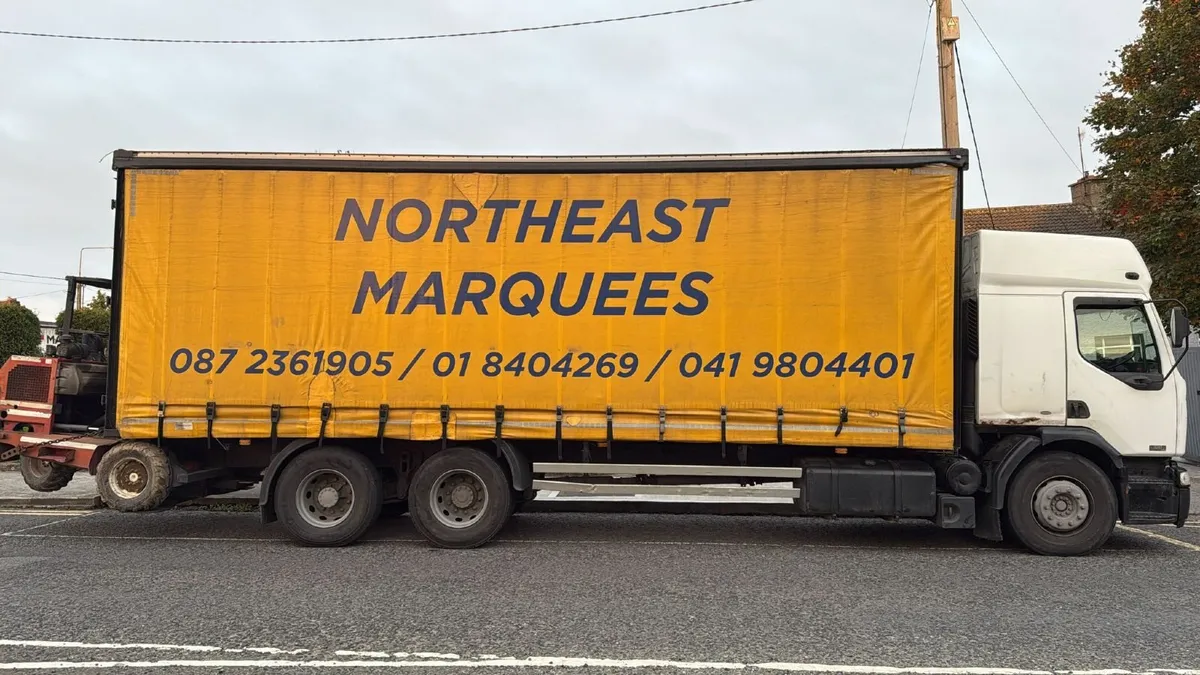 NORTHEAST
MARQUEES
087 2361905 / 01 8404269 / 041 9804401